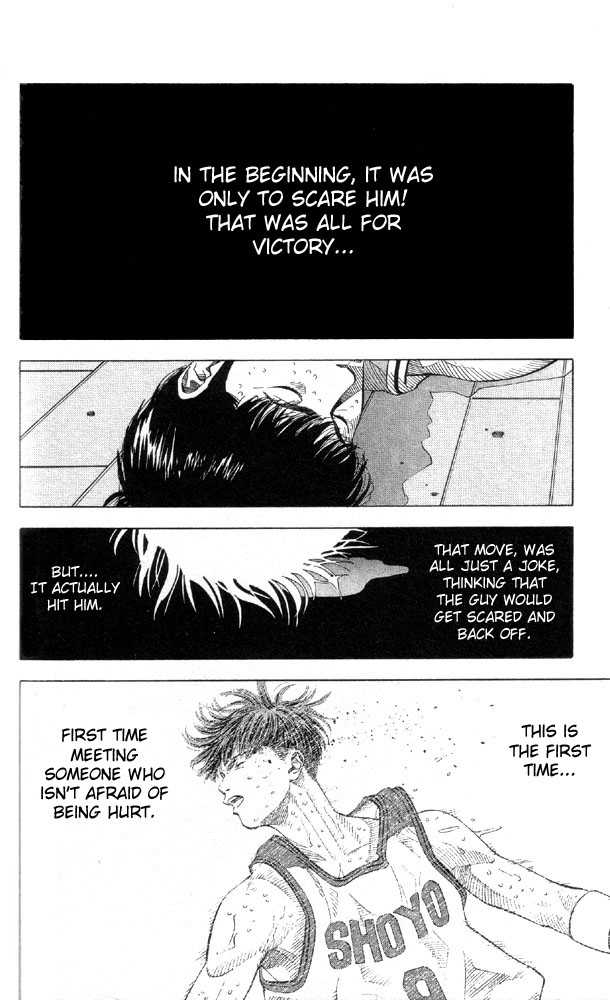 IN THE BEGINNING, IT WAS
ONLY TO SCARE HIM!
THAT WAS ALL FOR
VICTORY...
THAT MOVE, WAS
ALL JUST A JOKE,
THINKING THAT
THE GUY WOULD
GET SCARED AND
BACK OFF.
BUT....
IT ACTUALLY
HIT HIM.
THIS IS
THE FIRST
TIME...
FIRST TIME
MEETING
SOMEONE WHO
ISN'T AFRAID OF
BEING HURT.
SHOYO
9